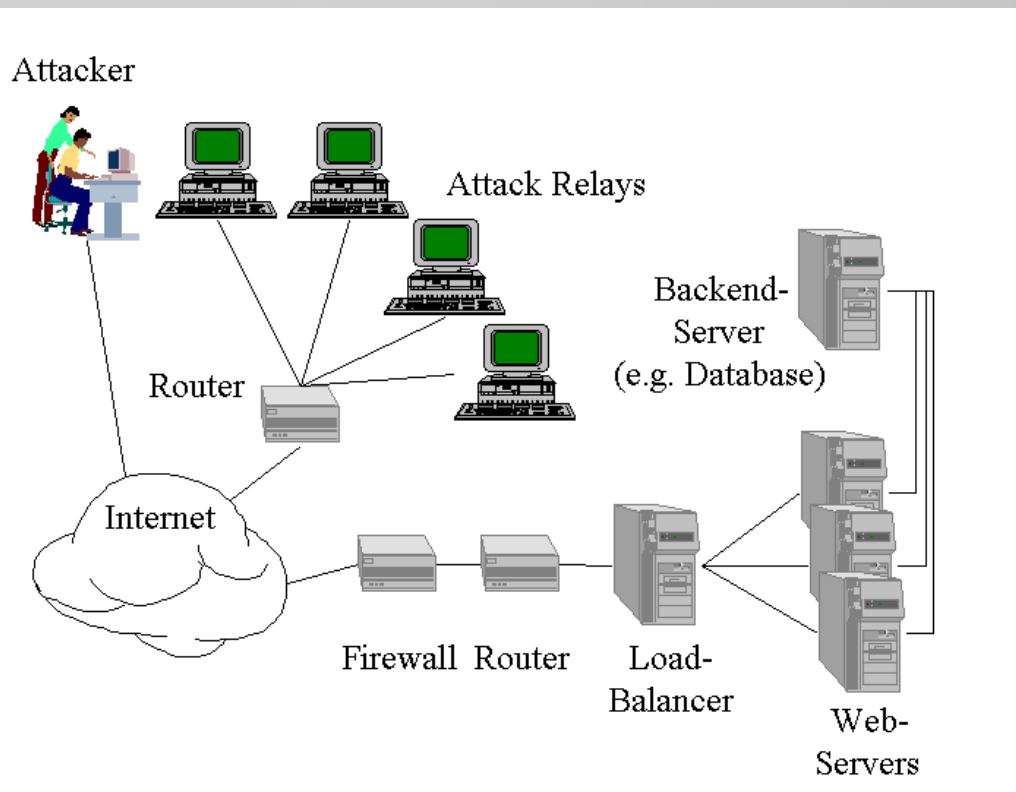 Attacker
Attack Relays
Backend-
Server
(e.g. Database)
Router
Internet
Firewall
Router
Load-
Balancer
Web-
Servers